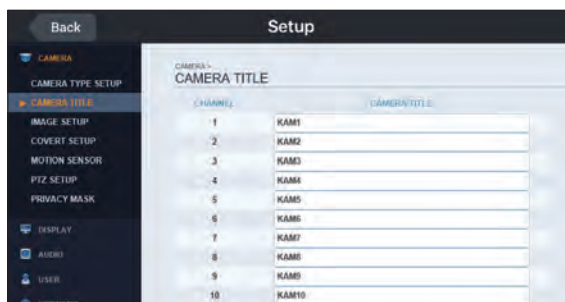 Back
Setup
CAMERA
CAMERA TYPE SETUP
CAMERA TITLE
IMAGE SETUP
COVERT SETUP
MOTION SENSOR
PTZ SETUP
PRIVACY MASK
DISPLAY
AUDIO
USER
CAMERA >
CAMERA TITLE
CHANNEL CAMERA TITLE
1 KAM1
2 KAM2
3 KAM3
4 KAM4
5 KAM5
6 KAM6
7 KAM7
8 KAM8
9 KAM9
10 KAM10